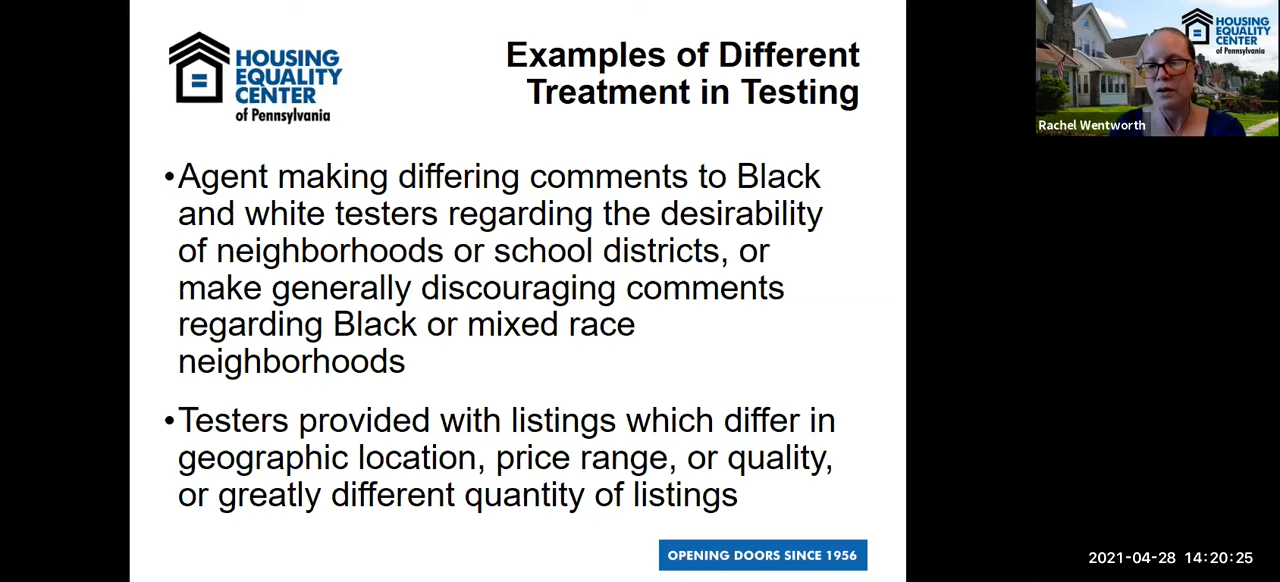 HOUSING
EQUALITY
CENTER
of Pennsylvania
Examples of Different
Treatment in Testing
•Agent making differing comments to Black
and white testers regarding the desirability
of neighborhoods or school districts, or
make generally discouraging comments
regarding Black or mixed race
neighborhoods
•Testers provided with listings which differ in
geographic location, price range, or quality,
or greatly different quantity of listings
OPENING DOORS SINCE 1956
HOUSING
EQUALITY
CENTER
of Pennsylvania
Rachel Wentworth
2021-04-28 14:20:25